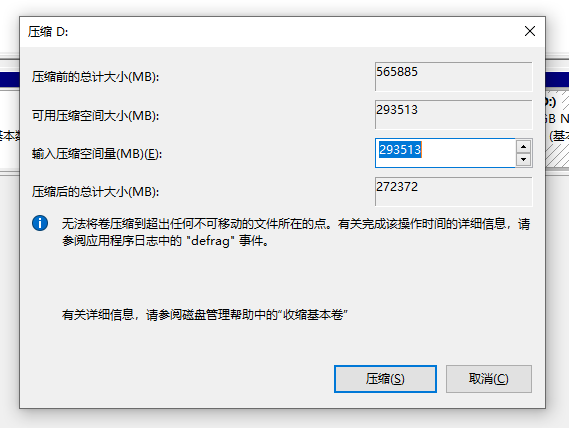 压缩 D:
压缩前的总计大小(MB):
565885
可用压缩空间大小(MB):
293513
输入压缩空间量(MB)(E):
293513
压缩后的总计大小(MB):
272372
无法将卷压缩到超出任何不可移动的文件所在的点。有关完成该操作时间的详细信息，请
参阅应用程序日志中的 "defrag" 事件。
有关详细信息，请参阅磁盘管理帮助中的“收缩基本卷”
压缩(S)
取消(C)
:)
GB N
(基本
基本